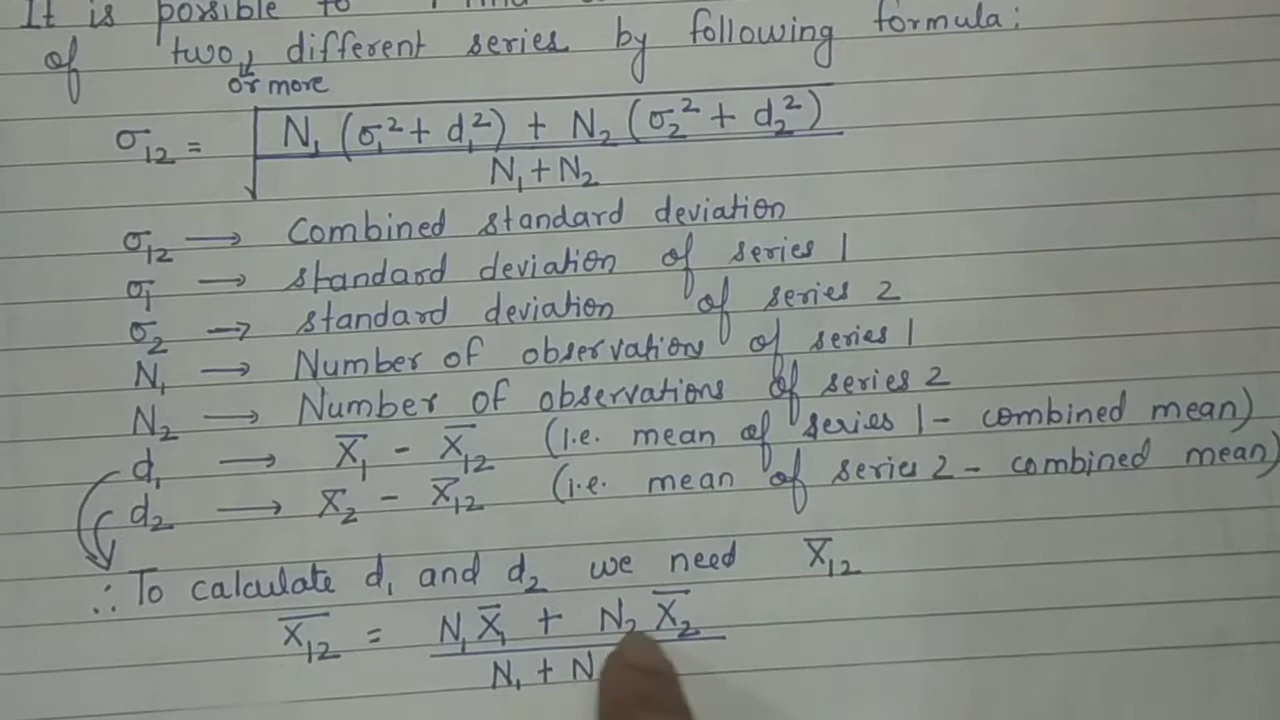 It is possible to
of two, different series by following formula:
or more
σ₁₂ = √ N₁ (σ₁² + d₁²) + N₂ (σ₂² + d₂²)
N₁ + N₂
σ₁₂ → Combined standard deviation
σ₁ → standard deviation of series 1
σ₂ → standard deviation of series 2
N₁ → Number of observations of series 1
N₂ → Number of observations of series 2
d₁ → X̄₁ - X̄₁₂ (i.e. mean of series 1 - combined mean)
d₂ → X̄₂ - X̄₁₂ (i.e. mean of series 2 - combined mean)
∴ To calculate d₁ and d₂ we need X̄₁₂
X̄₁₂ = N₁ X̄₁ + N₂ X̄₂
N₁ + N